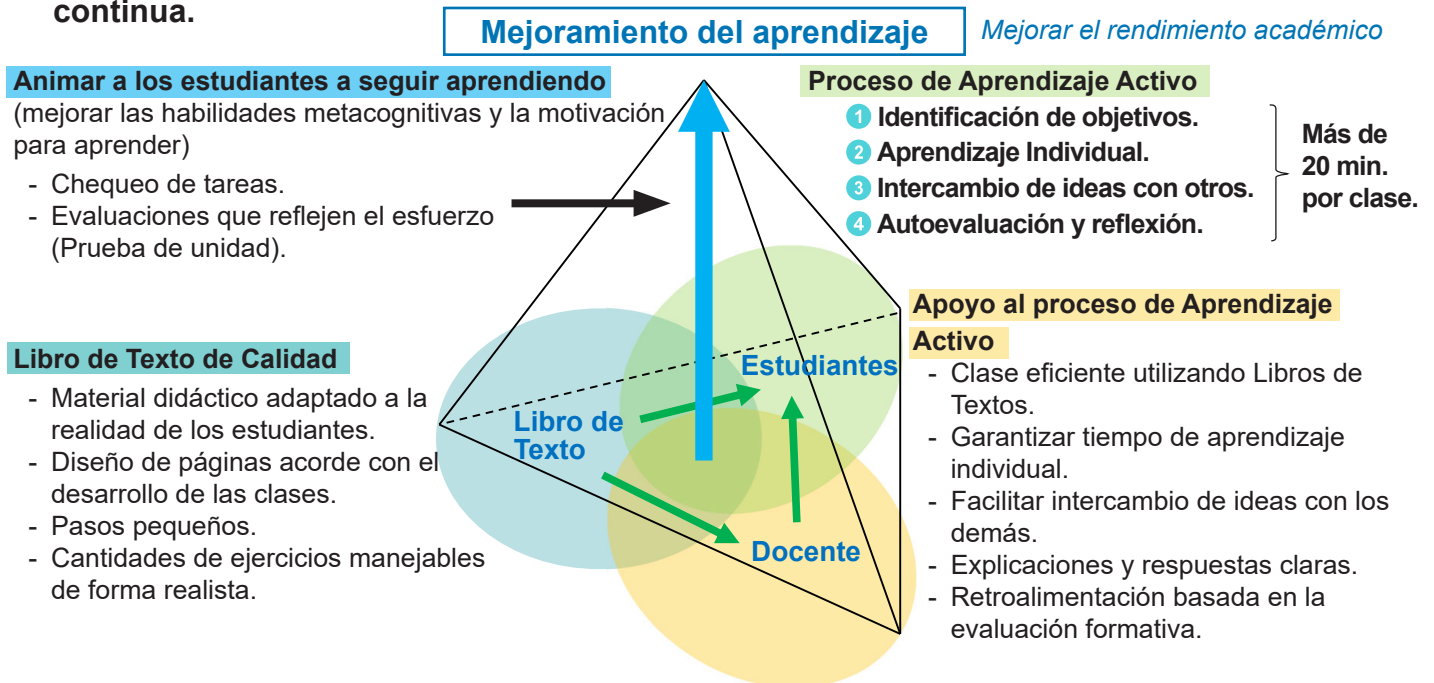 continua.
Mejoramiento del aprendizaje
Mejorar el rendimiento académico
Animar a los estudiantes a seguir aprendiendo
(mejorar las habilidades metacognitivas y la motivación
para aprender)
- Chequeo de tareas.
- Evaluaciones que reflejen el esfuerzo
(Prueba de unidad).
Proceso de Aprendizaje Activo
1 Identificación de objetivos.
2 Aprendizaje Individual.
3 Intercambio de ideas con otros.
4 Autoevaluación y reflexión.
Más de
20 min.
por clase.
Libro de Texto de Calidad
- Material didáctico adaptado a la
realidad de los estudiantes.
- Diseño de páginas acorde con el
desarrollo de las clases.
- Pasos pequeños.
- Cantidades de ejercicios manejables
de forma realista.
Estudiantes
Libro de
Texto
Docente
Apoyo al proceso de Aprendizaje
Activo
- Clase eficiente utilizando Libros de
Textos.
- Garantizar tiempo de aprendizaje
individual.
- Facilitar intercambio de ideas con los
demás.
- Explicaciones y respuestas claras.
- Retroalimentación basada en la
evaluación formativa.